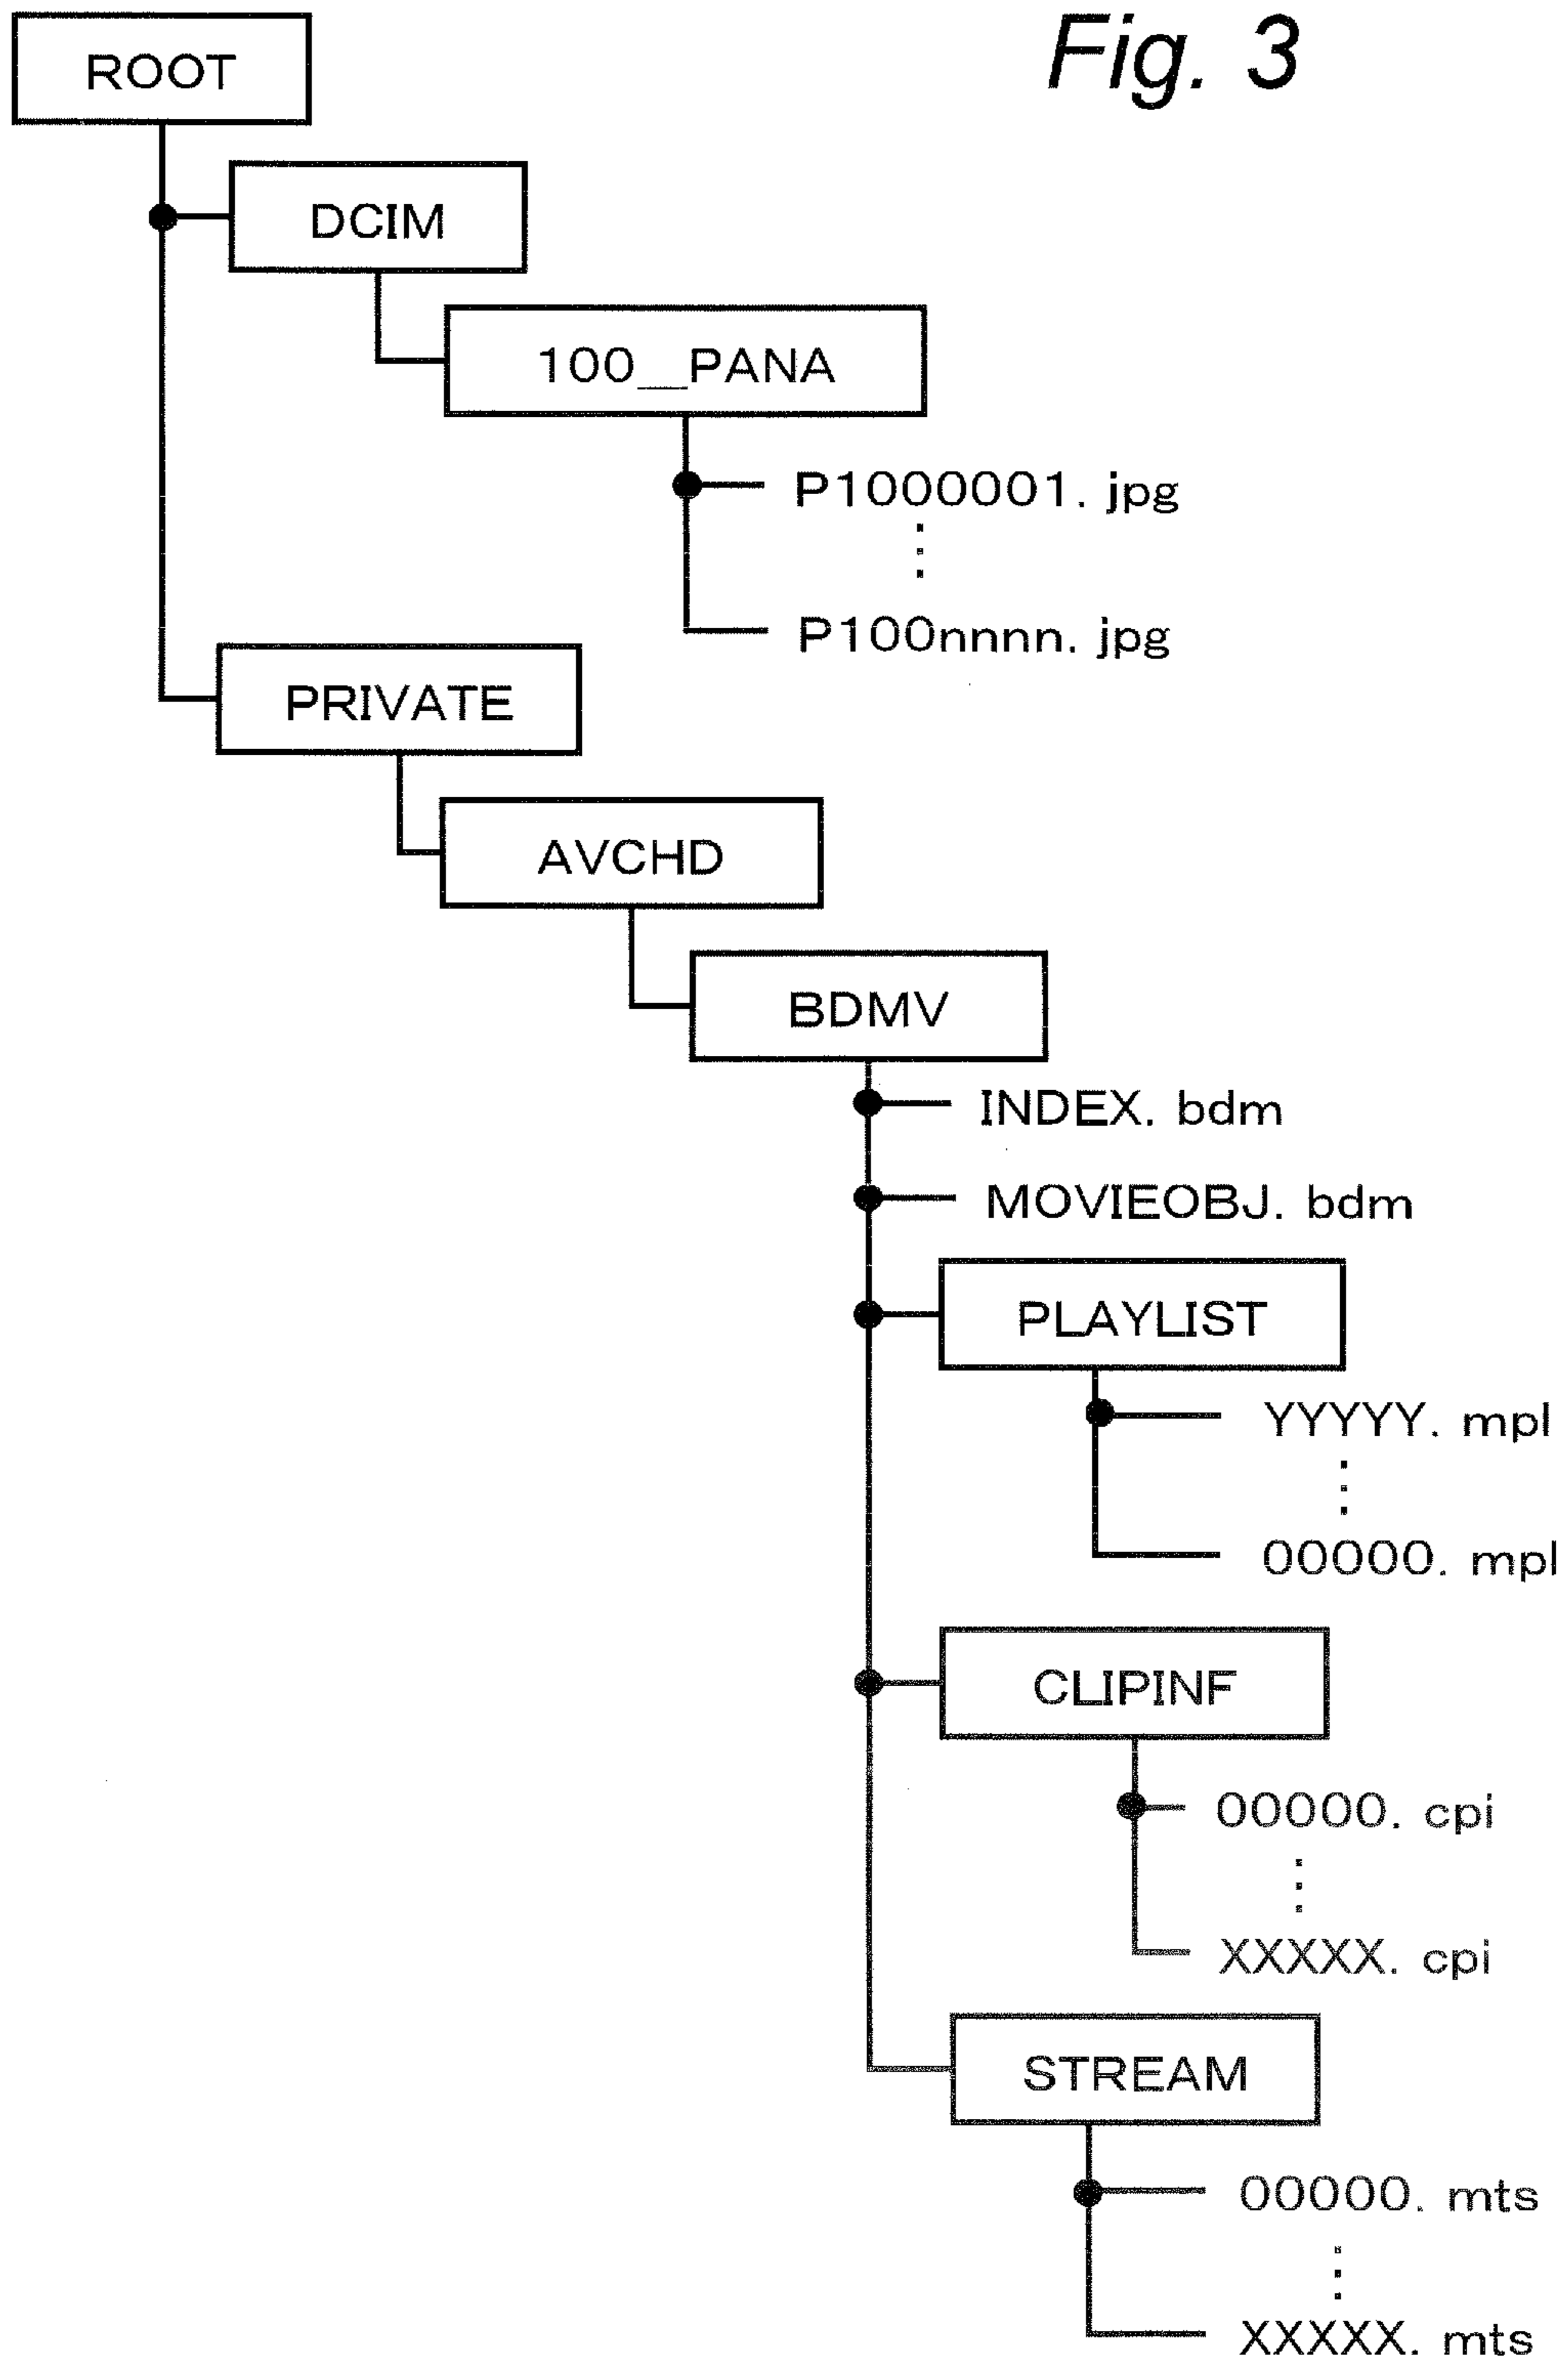 Fig. 3
ROOT
DCIM
100__PANA
P1000001. jpg
P100nnnn. jpg
PRIVATE
AVCHD
BDMV
INDEX. bdm
MOVIEOBJ. bdm
PLAYLIST
YYYYY. mpl
00000. mpl
CLIPINF
00000. cpi
XXXXX. cpi
STREAM
00000. mts
XXXXX. mts